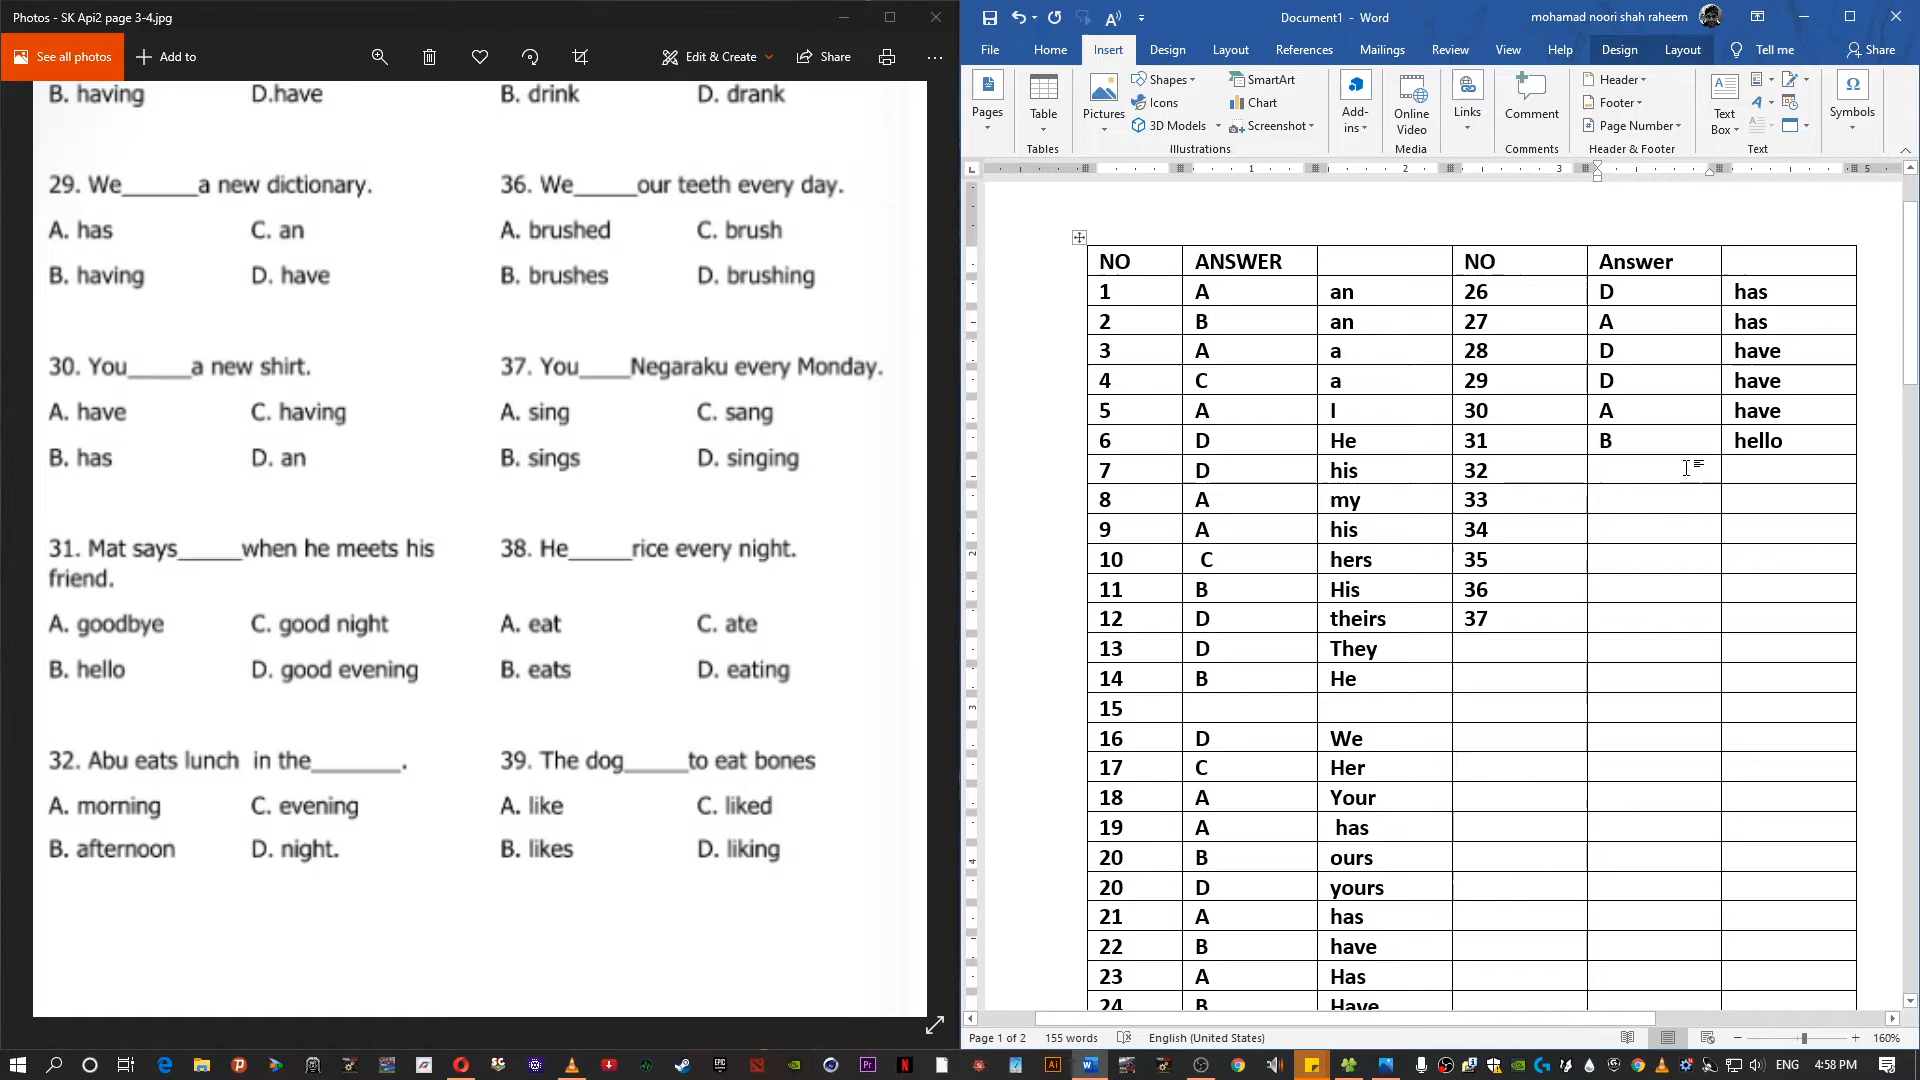 Photos - SK Api2 page 3-4.jpg
See all photos
Add to
Edit & Create
Share
B. having D.have
B. drink D. drank
29. We______a new dictionary.
A. has C. an
B. having D. have
30. You_____a new shirt.
A. have C. having
B. has D. an
31. Mat says_____when he meets his
friend.
A. goodbye C. good night
B. hello D. good evening
32. Abu eats lunch in the_______.
A. morning C. evening
B. afternoon D. night.
36. We_____our teeth every day.
A. brushed C. brush
B. brushes D. brushing
37. You____Negaraku every Monday.
A. sing C. sang
B. sings D. singing
38. He_____rice every night.
A. eat C. ate
B. eats D. eating
39. The dog_____to eat bones
A. like C. liked
B. likes D. liking
Document1 - Word
mohamad noori shah raheem
File Home Insert Design Layout References Mailings Review View Help Design Layout Tell me Share
Pages
Table
Tables
Pictures
Shapes
Icons
3D Models
SmartArt
Chart
Screenshot
Illustrations
Add-
ins
Online
Video
Media
Links
Comment
Comments
Header
Footer
Page Number
Header & Footer
Text
Box
Text
Symbols
1 2 3 5
NO ANSWER NO Answer
1 A an 26 D has
2 B an 27 A has
3 A a 28 D have
4 C a 29 D have
5 A I 30 A have
6 D He 31 B hello
7 D his 32
8 A my 33
9 A his 34
10 C hers 35
11 B His 36
12 D theirs 37
13 D They
14 B He
15
16 D We
17 C Her
18 A Your
19 A has
20 B ours
20 D yours
21 A has
22 B have
23 A Has
24 B Have
Page 1 of 2 155 words English (United States) 160%
ENG 4:58 PM